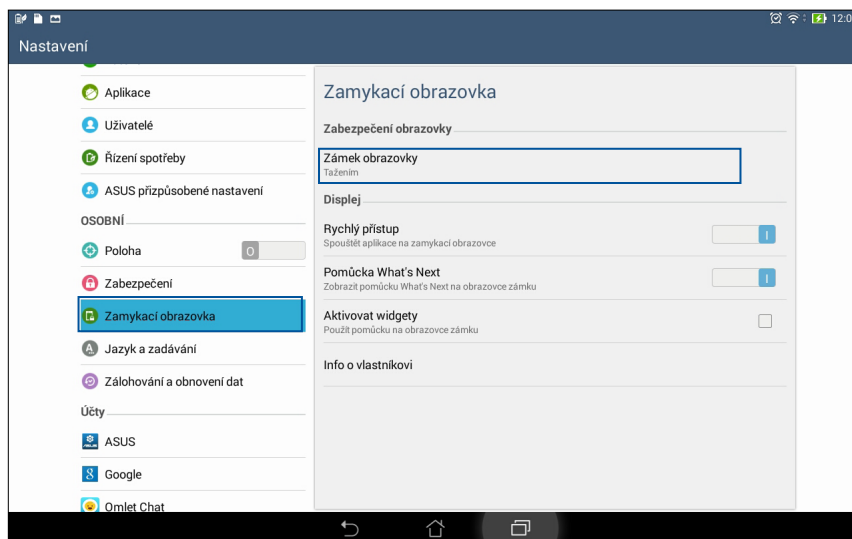 12:0
Nastavení
Aplikace
Uživatelé
Řízení spotřeby
ASUS přizpůsobené nastavení
OSOBNÍ
Poloha
O
Zabezpečení
Zamykací obrazovka
Jazyk a zadávání
Zálohování a obnovení dat
Účty
ASUS
Google
Omlet Chat
Zamykací obrazovka
Zabezpečení obrazovky
Zámek obrazovky
Tažením
Displej
Rychlý přístup
Spouštět aplikace na zamykací obrazovce
I
Pomůcka What's Next
Zobrazit pomůcku What's Next na obrazovce zámku
I
Aktivovat widgety
Použít pomůcku na obrazovce zámku
Info o vlastníkovi